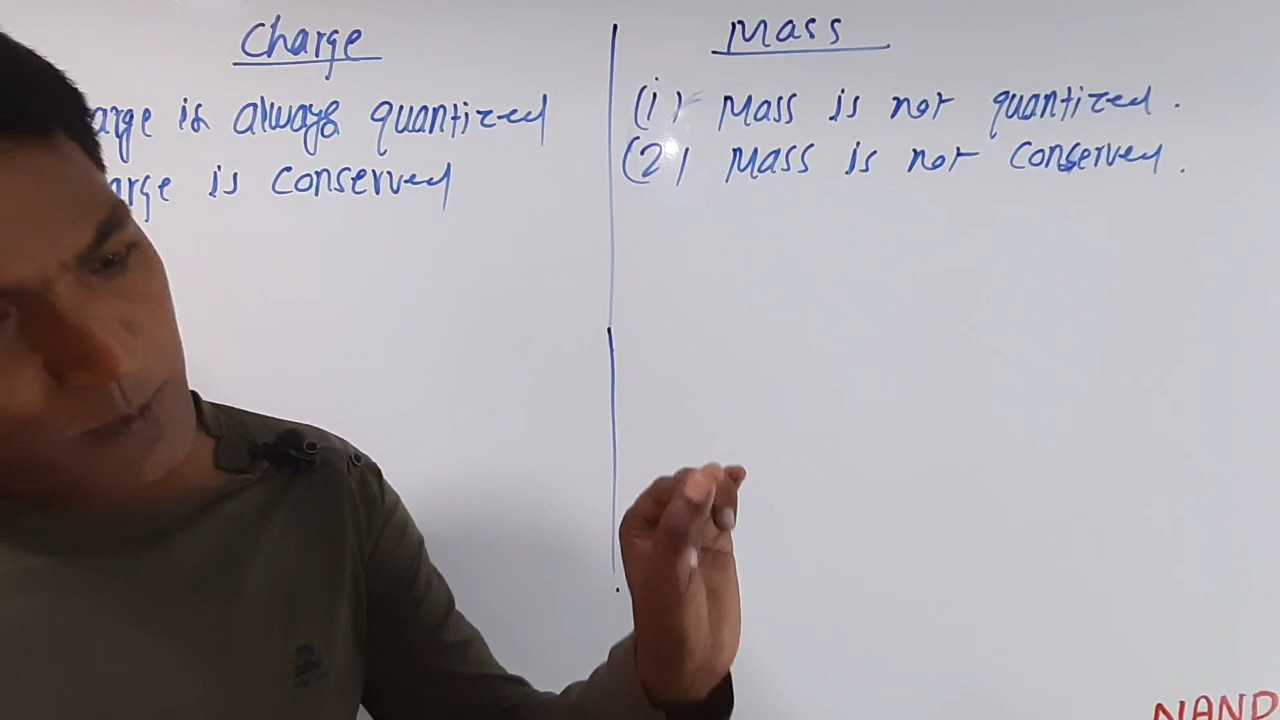 Charge
Mass
arge is always quantized
arge is conserved
(1) Mass is not quantized.
(2) Mass is not conserved.
NAND